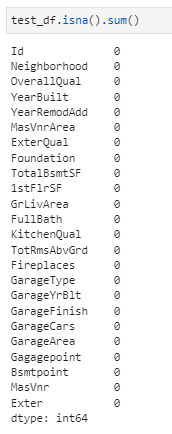 test_df.isna().sum()
Id 0
Neighborhood 0
OverallQual 0
YearBuilt 0
YearRemodAdd 0
MasVnrArea 0
ExterQual 0
Foundation 0
TotalBsmtSF 0
1stFlrSF 0
GrLivArea 0
FullBath 0
KitchenQual 0
TotRmsAbvGrd 0
Fireplaces 0
GarageType 0
GarageYrBlt 0
GarageFinish 0
GarageCars 0
GarageArea 0
Gagagepoint 0
Bsmtpoint 0
MasVnr 0
Exter 0
dtype: int64